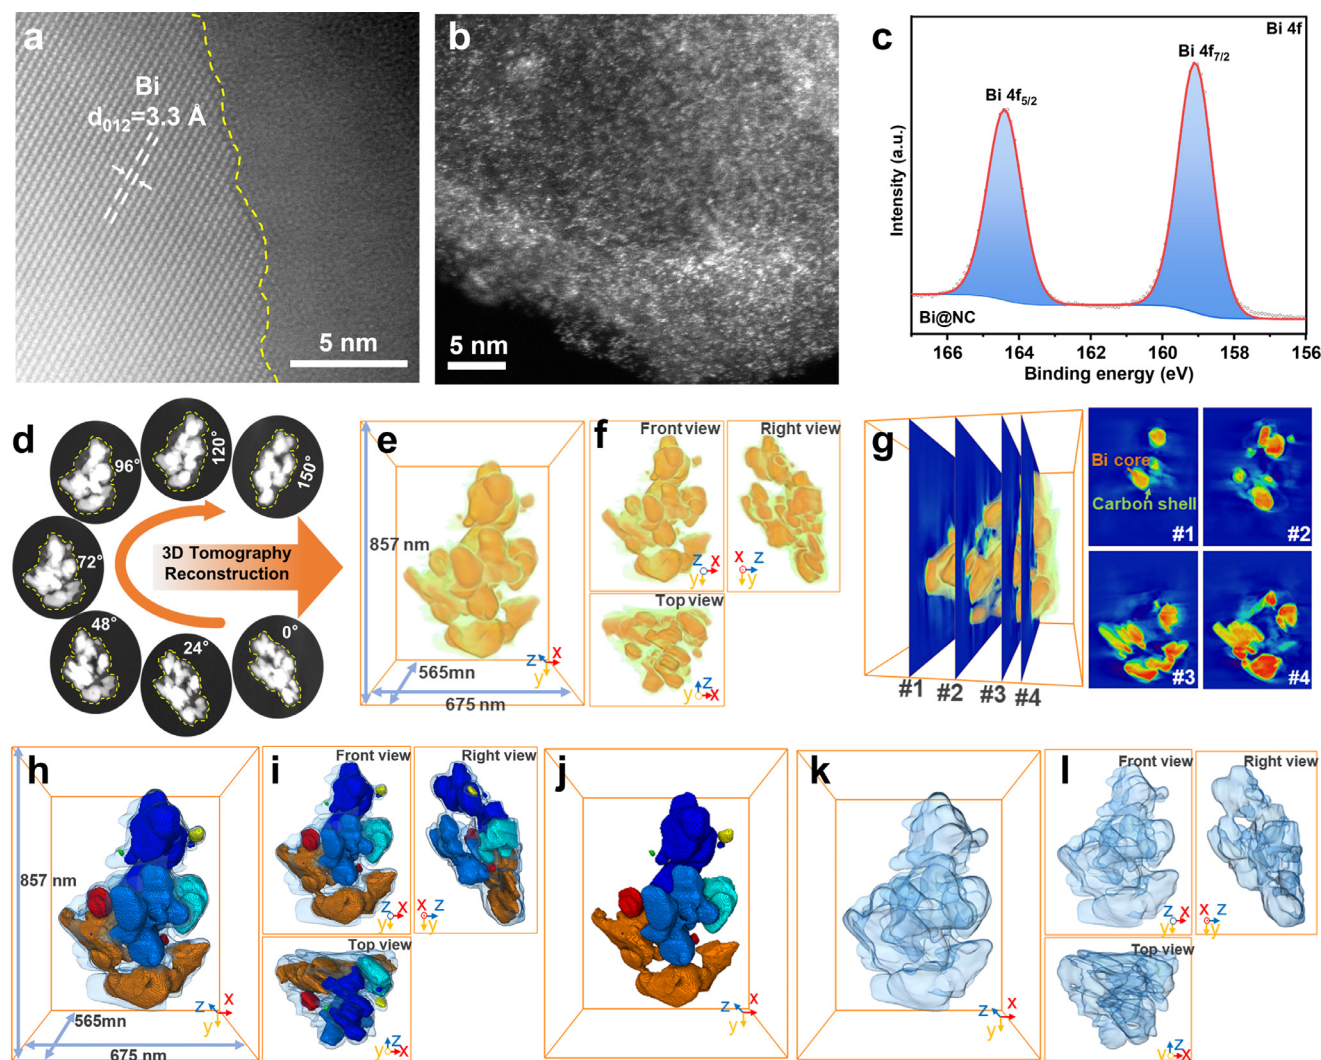 a
Bi
d012=3.3 Å
5 nm
b
5 nm
c
Bi 4f
Bi 4f7/2
Bi 4f5/2
Intensity (a.u.)
Bi@NC
166 164 162 160 158 156
Binding energy (eV)
d
96°
120°
150°
72°
3D Tomography
Reconstruction
48°
24°
0°
e
857 nm
565mn
675 nm
z x
y
f
Front view
z x
y
Right view
x z
y
Top view
z
y x
g
#1 #2 #3 #4
Bi core
Carbon shell
#1
#2
#3
#4
h
857 nm
565mn
675 nm
z x
y
i
Front view
z x
y
Right view
x z
y
Top view
z
y x
j
k
z x
y
l
Front view
z x
y
Right view
x z
y
Top view
z
y x